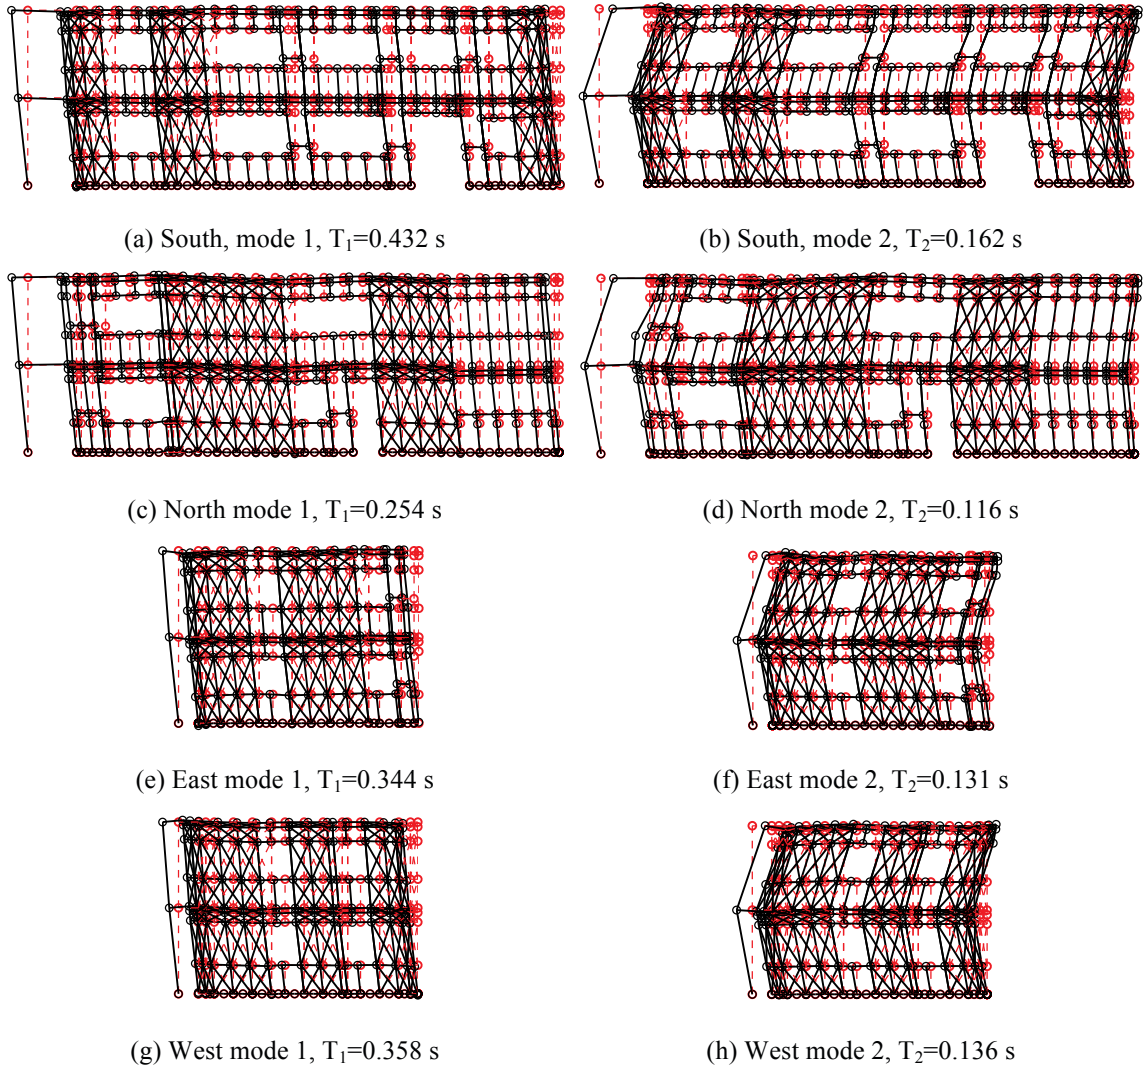 (a) South, mode 1, T₁=0.432 s
(b) South, mode 2, T₂=0.162 s
(c) North mode 1, T₁=0.254 s
(d) North mode 2, T₂=0.116 s
(e) East mode 1, T₁=0.344 s
(f) East mode 2, T₂=0.131 s
(g) West mode 1, T₁=0.358 s
(h) West mode 2, T₂=0.136 s